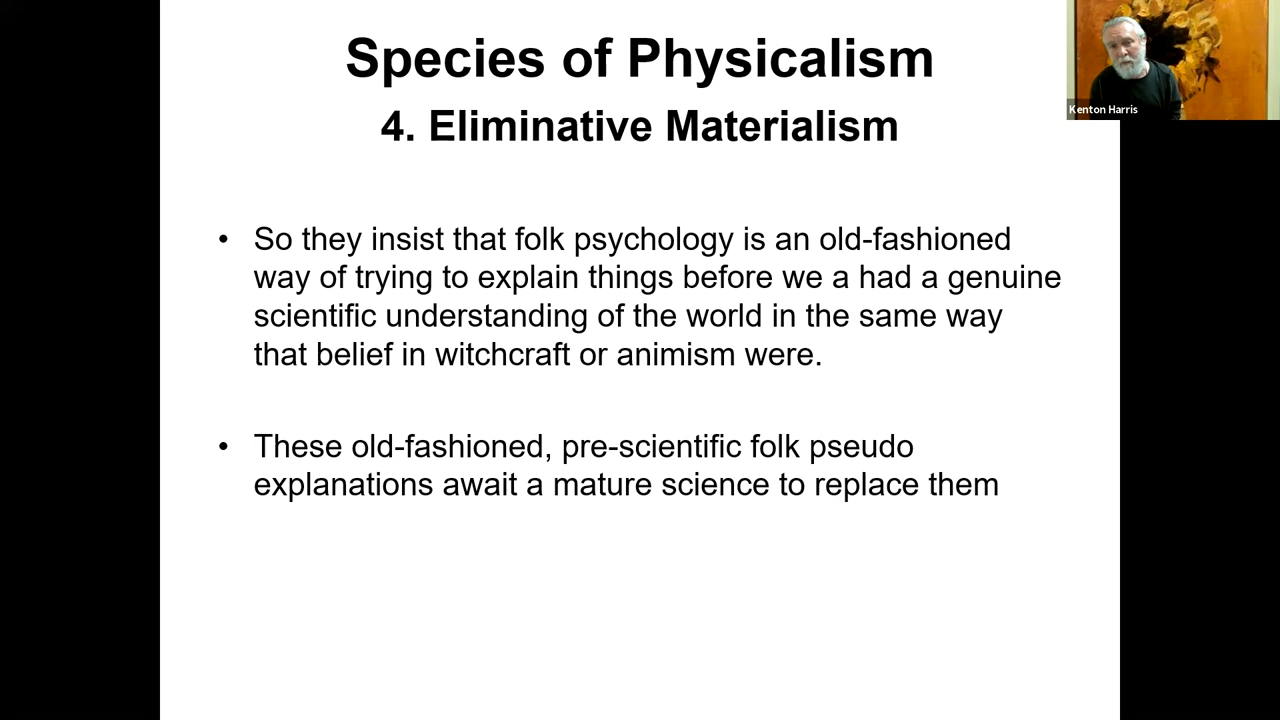 Species of Physicalism
4. Eliminative Materialism
Kenton Harris
• So they insist that folk psychology is an old-fashioned
way of trying to explain things before we a had a genuine
scientific understanding of the world in the same way
that belief in witchcraft or animism were.
• These old-fashioned, pre-scientific folk pseudo
explanations await a mature science to replace them